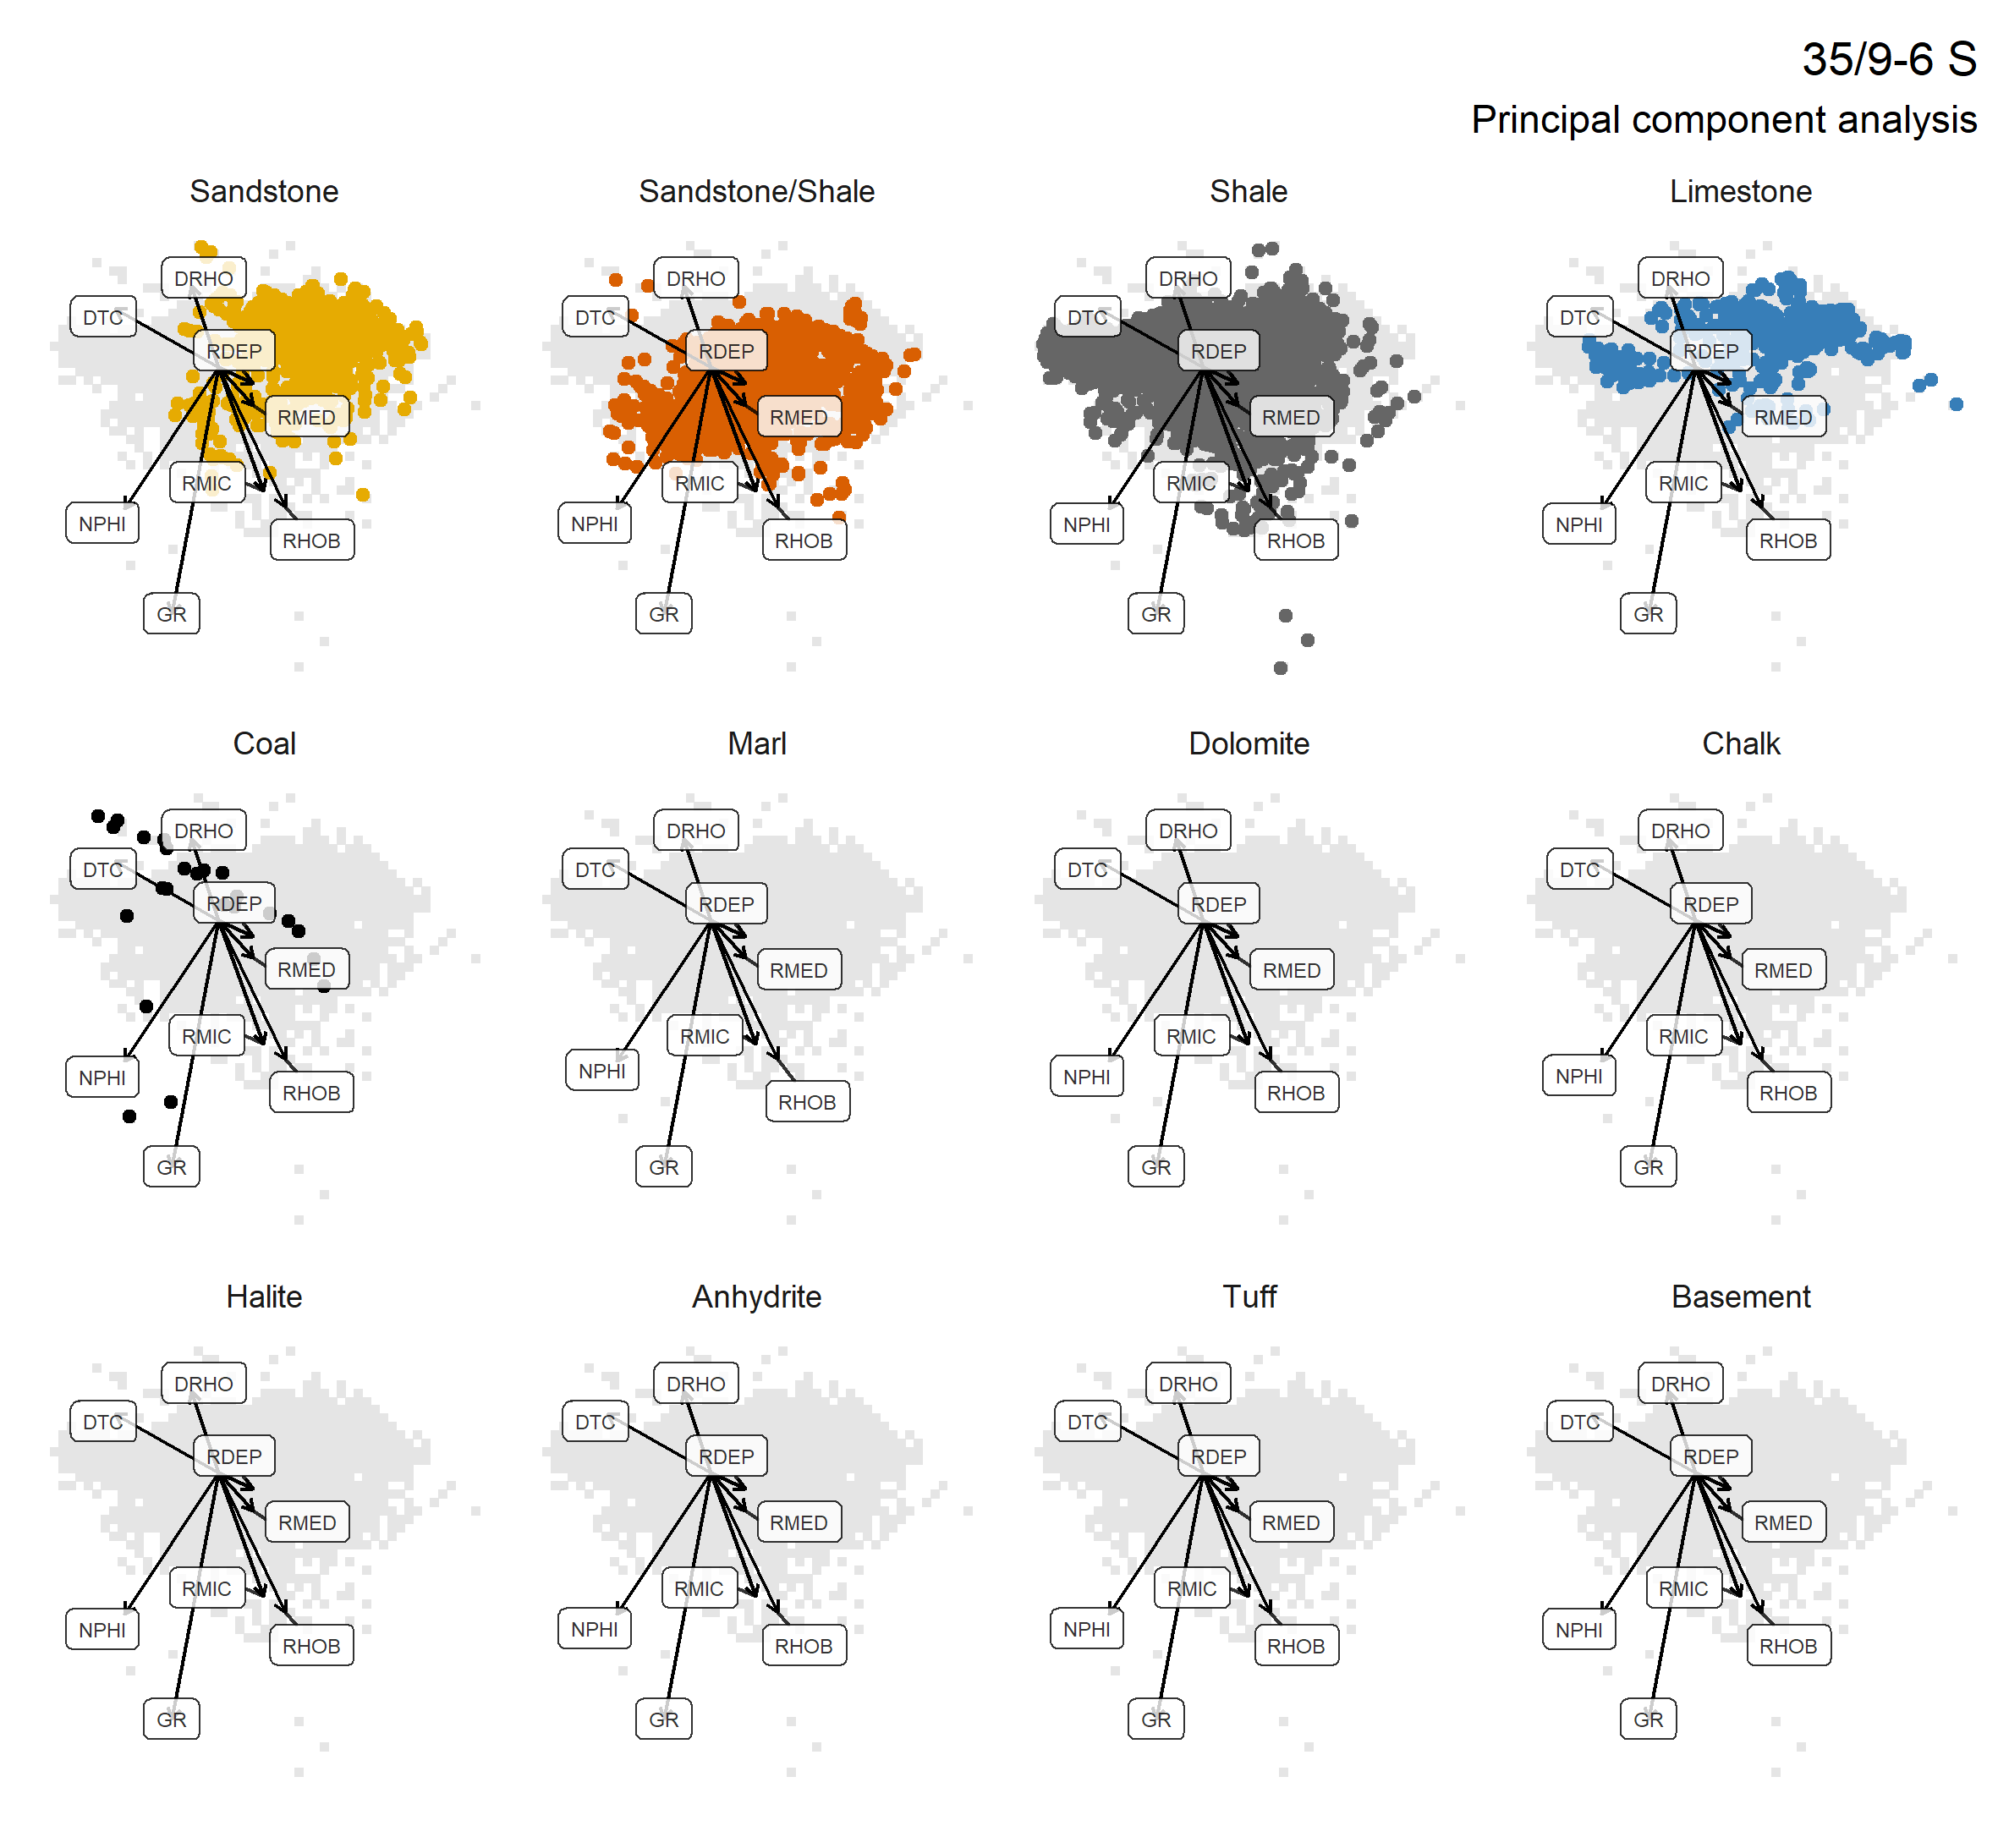 35/9-6 S
Principal component analysis
Sandstone
DRHO
DTC
RDEP
RMED
RMIC
NPHI
RHOB
GR
Sandstone/Shale
DRHO
DTC
RDEP
RMED
RMIC
NPHI
RHOB
GR
Shale
DRHO
DTC
RDEP
RMED
RMIC
NPHI
RHOB
GR
Limestone
DRHO
DTC
RDEP
RMED
RMIC
NPHI
RHOB
GR
Coal
DRHO
DTC
RDEP
RMED
RMIC
NPHI
RHOB
GR
Marl
DRHO
DTC
RDEP
RMED
RMIC
NPHI
RHOB
GR
Dolomite
DRHO
DTC
RDEP
RMED
RMIC
NPHI
RHOB
GR
Chalk
DRHO
DTC
RDEP
RMED
RMIC
NPHI
RHOB
GR
Halite
DRHO
DTC
RDEP
RMED
RMIC
NPHI
RHOB
GR
Anhydrite
DRHO
DTC
RDEP
RMED
RMIC
NPHI
RHOB
GR
Tuff
DRHO
DTC
RDEP
RMED
RMIC
NPHI
RHOB
GR
Basement
DRHO
DTC
RDEP
RMED
RMIC
NPHI
RHOB
GR